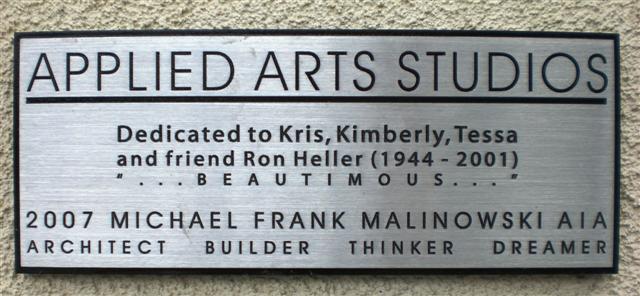 APPLIED ARTS STUDIOS
Dedicated to Kris, Kimberly, Tessa
and friend Ron Heller (1944 - 2001)
" . . . B E A U T I M O U S . . . "
2007 MICHAEL FRANK MALINOWSKI AIA
ARCHITECT BUILDER THINKER DREAMER